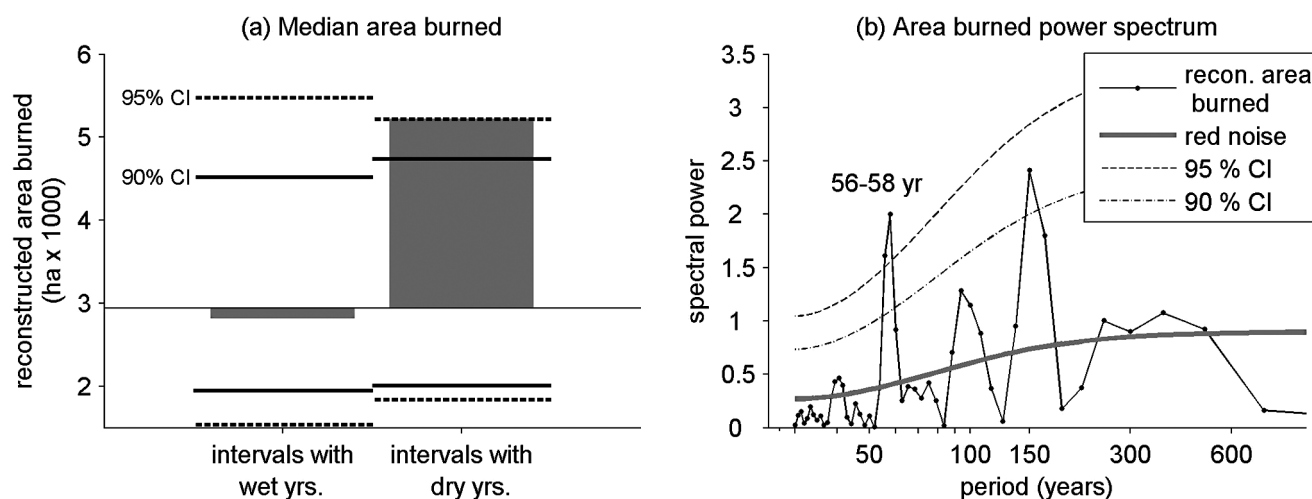 (a) Median area burned
reconstructed area burned
(ha x 1000)
6
5
4
3
2
95% CI
90% CI
intervals with
wet yrs.
intervals with
dry yrs.
(b) Area burned power spectrum
spectral power
3.5
3
2.5
2
1.5
1
0.5
0
56-58 yr
recon. area
burned
red noise
95 % CI
90 % CI
50
100
150
300
600
period (years)